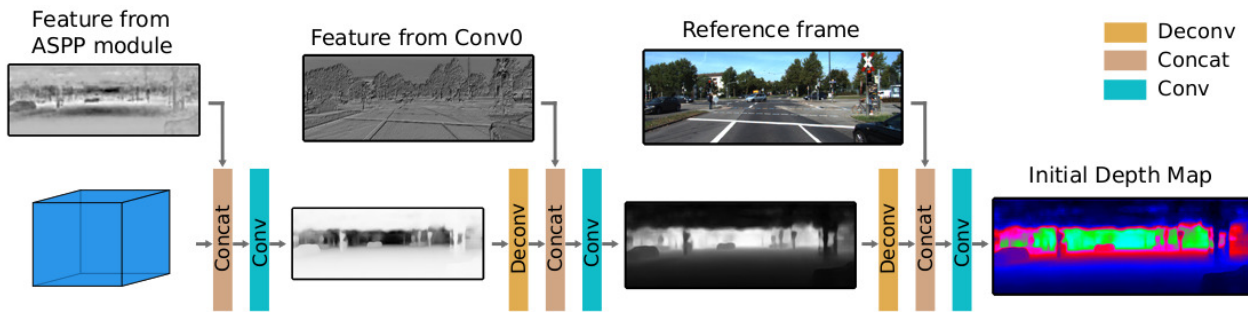 Feature from
ASPP module
Feature from Conv0
Reference frame
Deconv
Concat
Conv
Initial Depth Map
Concat
Conv
Deconv
Concat
Conv
Deconv
Concat
Conv